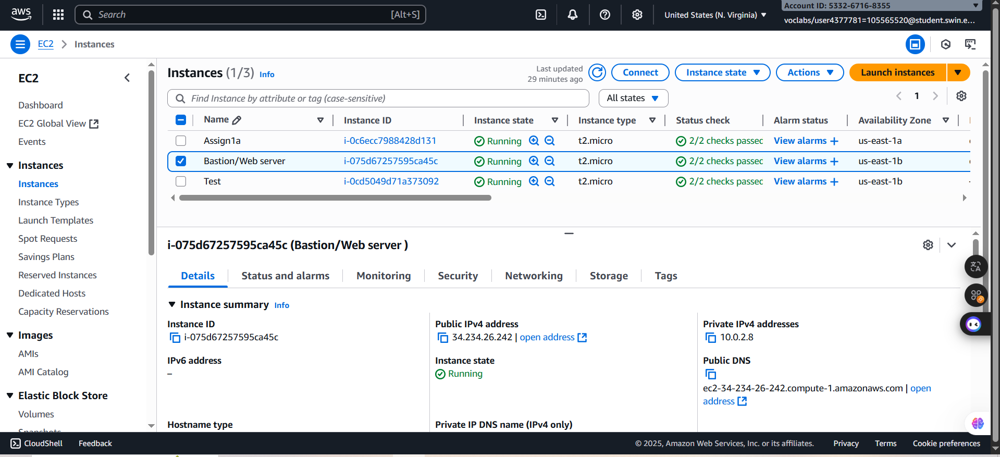 aws
Search [Alt+S]
United States (N. Virginia)
Account ID: 5332-6716-8355
voclabs/user4377781=105565520@student.swin.e...
EC2 Instances
EC2
Dashboard
EC2 Global View
Events
Instances
Instances
Instance Types
Launch Templates
Spot Requests
Savings Plans
Reserved Instances
Dedicated Hosts
Capacity Reservations
Images
AMIs
AMI Catalog
Elastic Block Store
Volumes
Snapshots
Instances (1/3) Info
Last updated
29 minutes ago
Connect
Instance state
Actions
Launch instances
Find Instance by attribute or tag (case-sensitive)
All states
1
Name Instance ID Instance state Instance type Status check Alarm status Availability Zone
Assign1a i-0c6ecc7988428d131 Running t2.micro 2/2 checks passed View alarms + us-east-1a
Bastion/Web server i-075d67257595ca45c Running t2.micro 2/2 checks passed View alarms + us-east-1b
Test i-0cd5049d71a373092 Running t2.micro 2/2 checks passed View alarms + us-east-1b
i-075d67257595ca45c (Bastion/Web server )
Details Status and alarms Monitoring Security Networking Storage Tags
Instance summary Info
Instance ID
i-075d67257595ca45c
Public IPv4 address
34.234.26.242 | open address
Private IPv4 addresses
10.0.2.8
IPv6 address
–
Instance state
Running
Public DNS
ec2-34-234-26-242.compute-1.amazonaws.com | open
address
Hostname type
Private IP DNS name (IPv4 only)
CloudShell Feedback
© 2025, Amazon Web Services, Inc. or its affiliates. Privacy Terms Cookie preferences